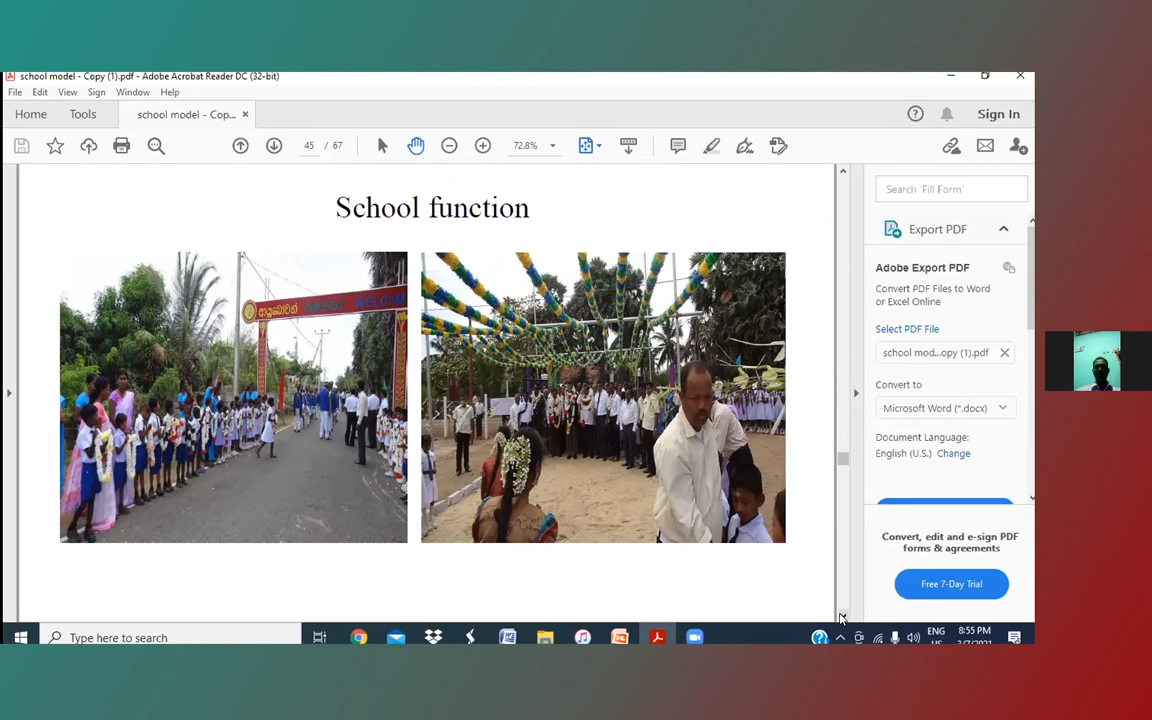 school model - Copy (1).pdf - Adobe Acrobat Reader DC (32-bit)
File Edit View Sign Window Help
Home Tools school model - Cop... × Sign In
45 / 67 72.8%
School function
ආයුබෝවන් WELCOM
Search 'Fill Form'
Export PDF
Adobe Export PDF
Convert PDF Files to Word
or Excel Online
Select PDF File
school mod...opy (1).pdf
Convert to
Microsoft Word (*.docx)
Document Language:
English (U.S.) Change
Convert, edit and e-sign PDF
forms & agreements
Free 7-Day Trial
Type here to search
ENG
8:55 PM